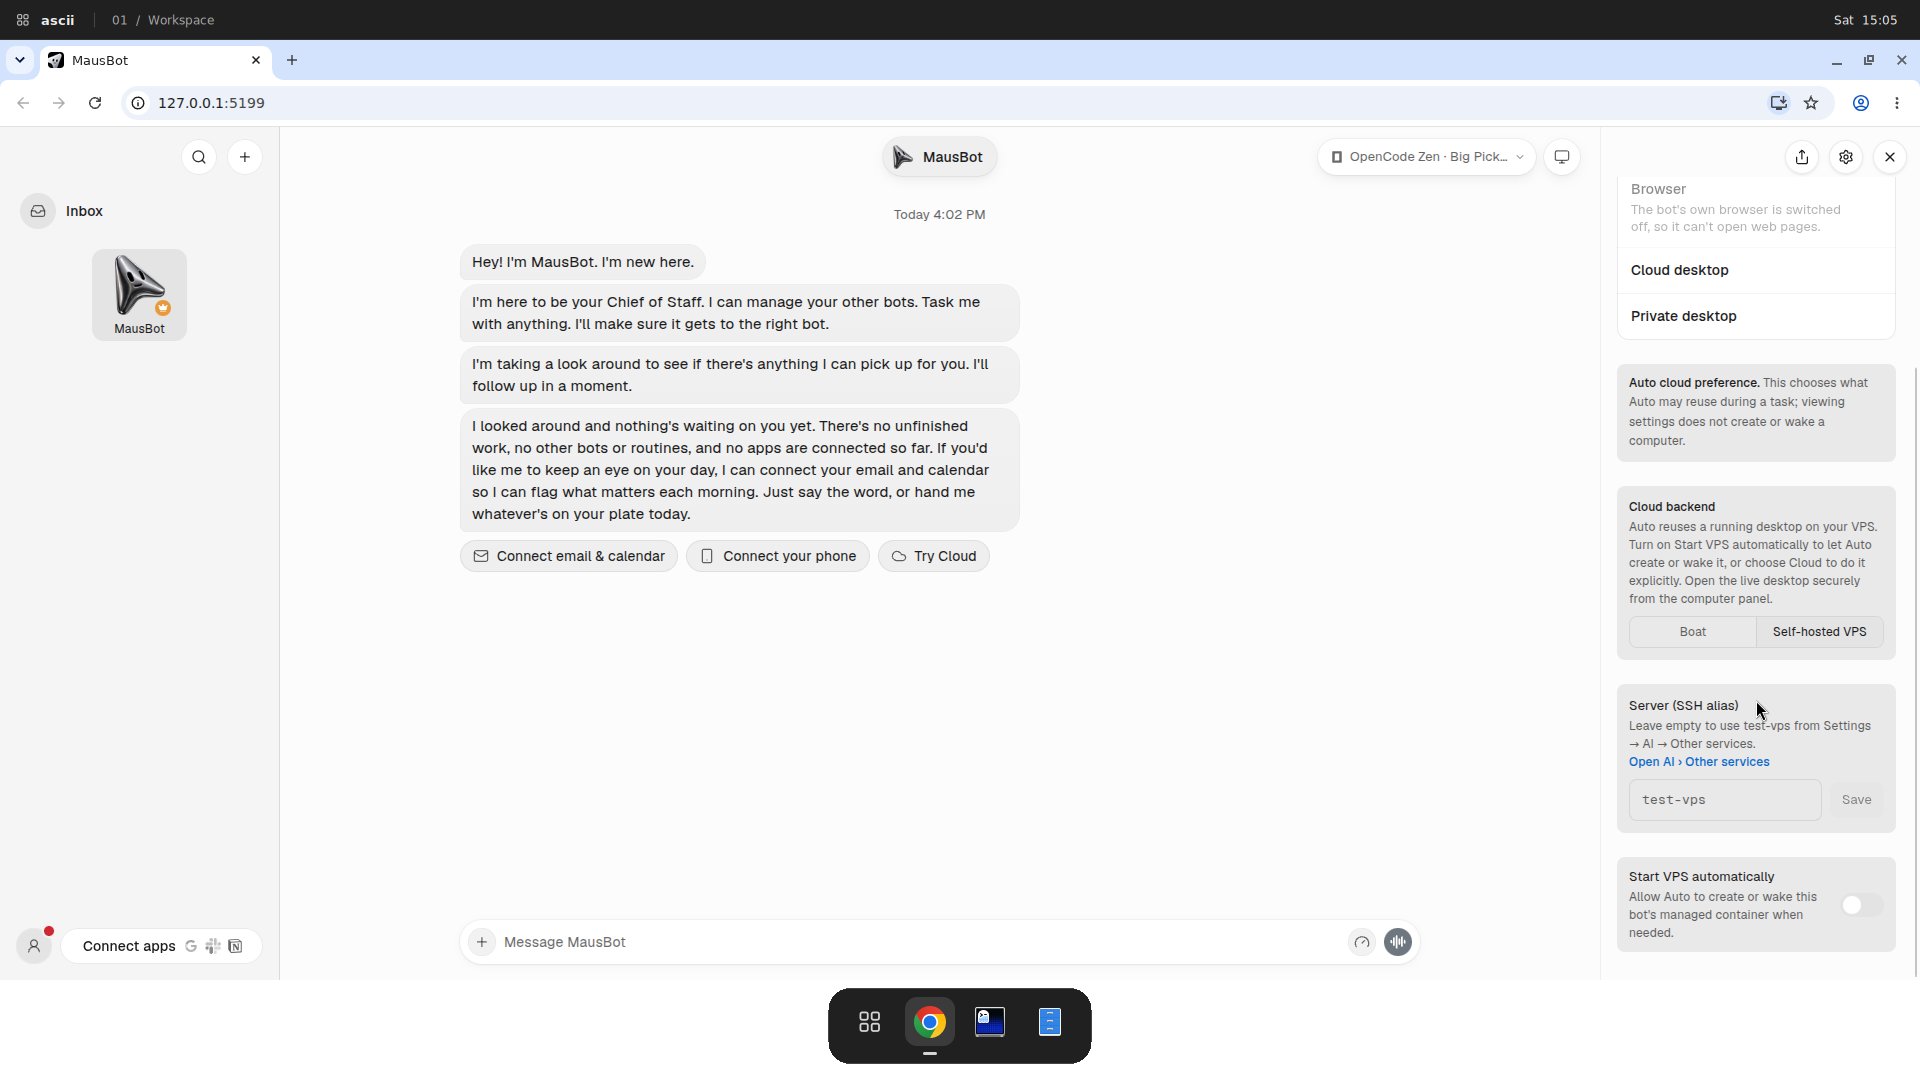 ascii
01 / Workspace
Sat 15:05
MausBot
127.0.0.1:5199
Inbox
MausBot
Connect apps
MausBot
OpenCode Zen · Big Pick...
Today 4:02 PM
Hey! I'm MausBot. I'm new here.
I'm here to be your Chief of Staff. I can manage your other bots. Task me
with anything. I'll make sure it gets to the right bot.
I'm taking a look around to see if there's anything I can pick up for you. I'll
follow up in a moment.
I looked around and nothing's waiting on you yet. There's no unfinished
work, no other bots or routines, and no apps are connected so far. If you'd
like me to keep an eye on your day, I can connect your email and calendar
so I can flag what matters each morning. Just say the word, or hand me
whatever's on your plate today.
Connect email & calendar
Connect your phone
Try Cloud
Message MausBot
Browser
The bot's own browser is switched
off, so it can't open web pages.
Cloud desktop
Private desktop
Auto cloud preference. This chooses what
Auto may reuse during a task; viewing
settings does not create or wake a
computer.
Cloud backend
Auto reuses a running desktop on your VPS.
Turn on Start VPS automatically to let Auto
create or wake it, or choose Cloud to do it
explicitly. Open the live desktop securely
from the computer panel.
Boat
Self-hosted VPS
Server (SSH alias)
Leave empty to use test-vps from Settings
→ AI → Other services.
Open AI › Other services
test-vps
Save
Start VPS automatically
Allow Auto to create or wake this
bot's managed container when
needed.